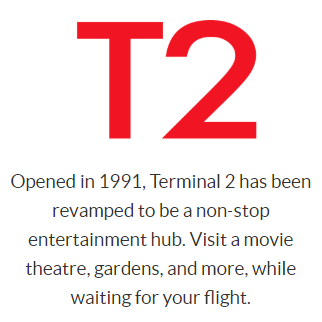 T2
Opened in 1991, Terminal 2 has been
revamped to be a non-stop
entertainment hub. Visit a movie
theatre, gardens, and more, while
waiting for your flight.